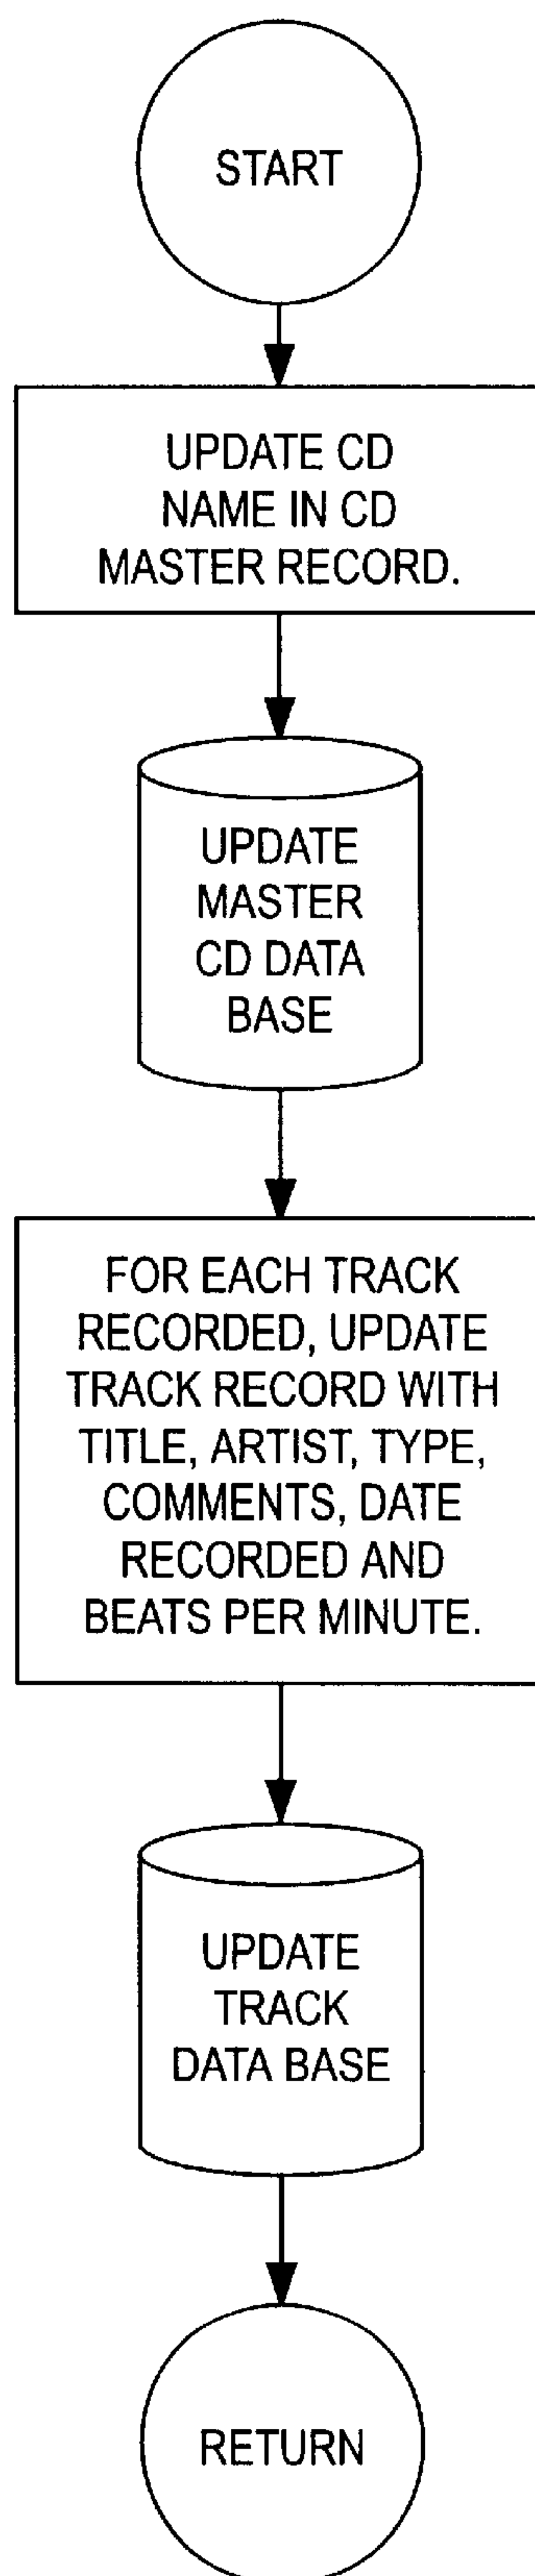 START
UPDATE CD
NAME IN CD
MASTER RECORD.
UPDATE
MASTER
CD DATA
BASE
FOR EACH TRACK
RECORDED, UPDATE
TRACK RECORD WITH
TITLE, ARTIST, TYPE,
COMMENTS, DATE
RECORDED AND
BEATS PER MINUTE.
UPDATE
TRACK
DATA BASE
RETURN